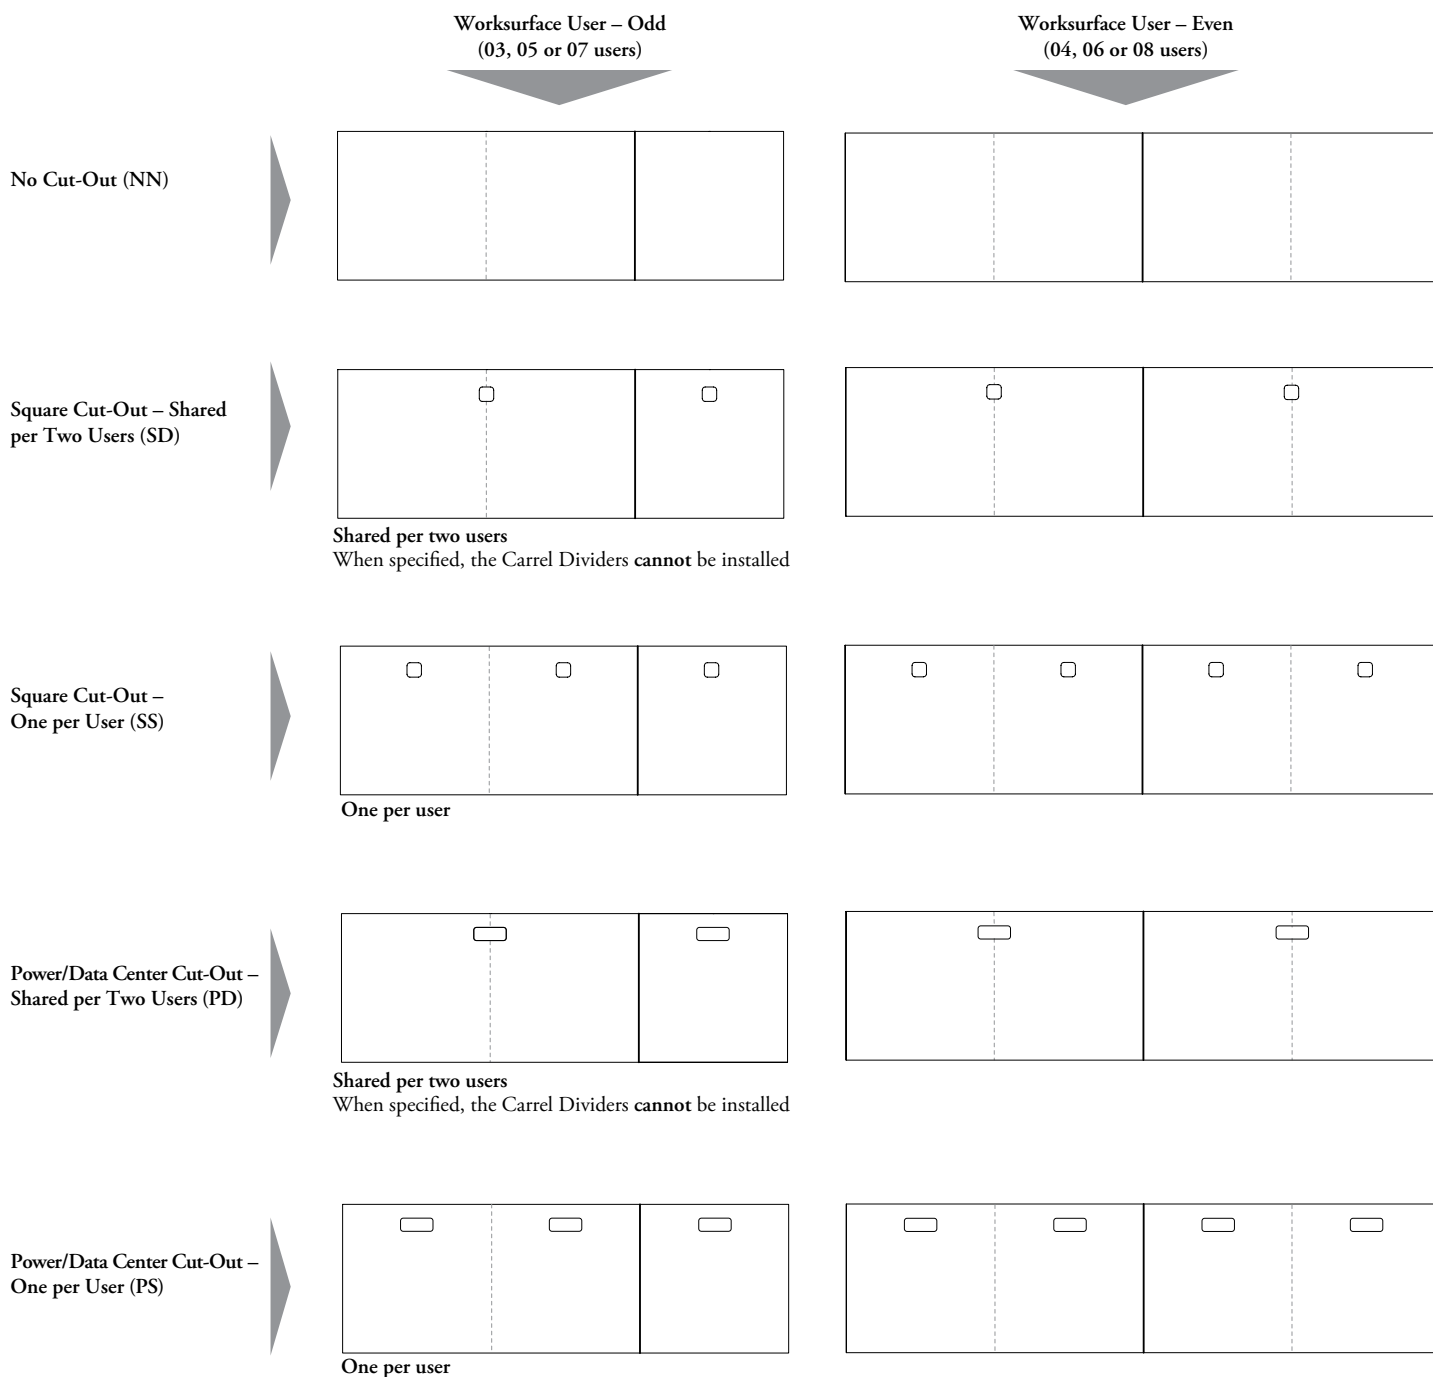 Worksurface User – Odd
(03, 05 or 07 users)
Worksurface User – Even
(04, 06 or 08 users)
No Cut-Out (NN)
Square Cut-Out – Shared
per Two Users (SD)
Shared per two users
When specified, the Carrel Dividers cannot be installed
Square Cut-Out –
One per User (SS)
One per user
Power/Data Center Cut-Out –
Shared per Two Users (PD)
Shared per two users
When specified, the Carrel Dividers cannot be installed
Power/Data Center Cut-Out –
One per User (PS)
One per user